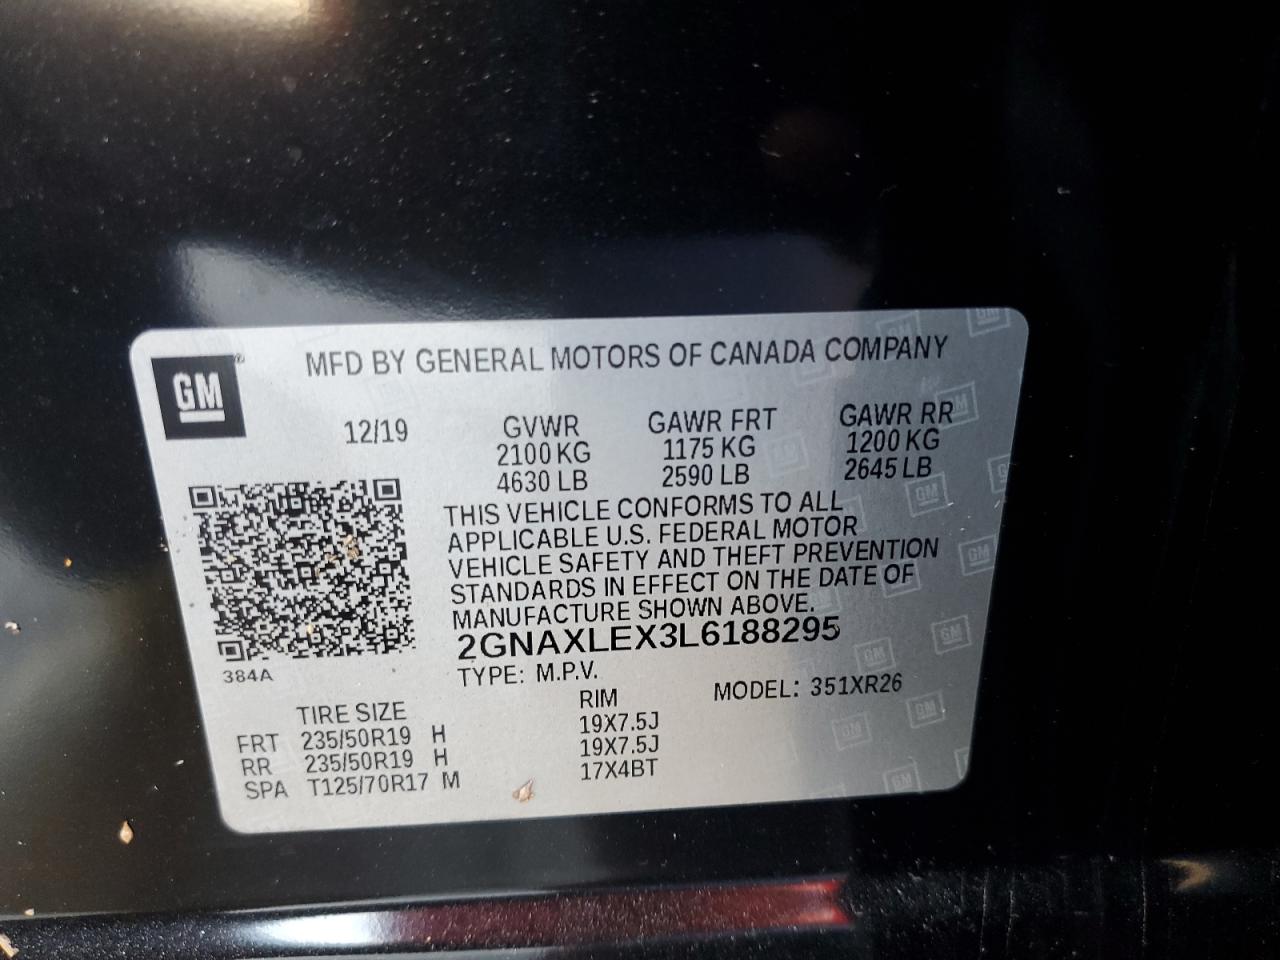 GM
MFD BY GENERAL MOTORS OF CANADA COMPANY
12/19 GVWR GAWR FRT GAWR RR
2100 KG 1175 KG 1200 KG
4630 LB 2590 LB 2645 LB
THIS VEHICLE CONFORMS TO ALL
APPLICABLE U.S. FEDERAL MOTOR
VEHICLE SAFETY AND THEFT PREVENTION
STANDARDS IN EFFECT ON THE DATE OF
MANUFACTURE SHOWN ABOVE.
2GNAXLEX3L6188295
384A
TYPE: M.P.V.
MODEL: 351XR26
TIRE SIZE RIM
FRT 235/50R19 H 19X7.5J
RR 235/50R19 H 19X7.5J
SPA T125/70R17 M 17X4BT